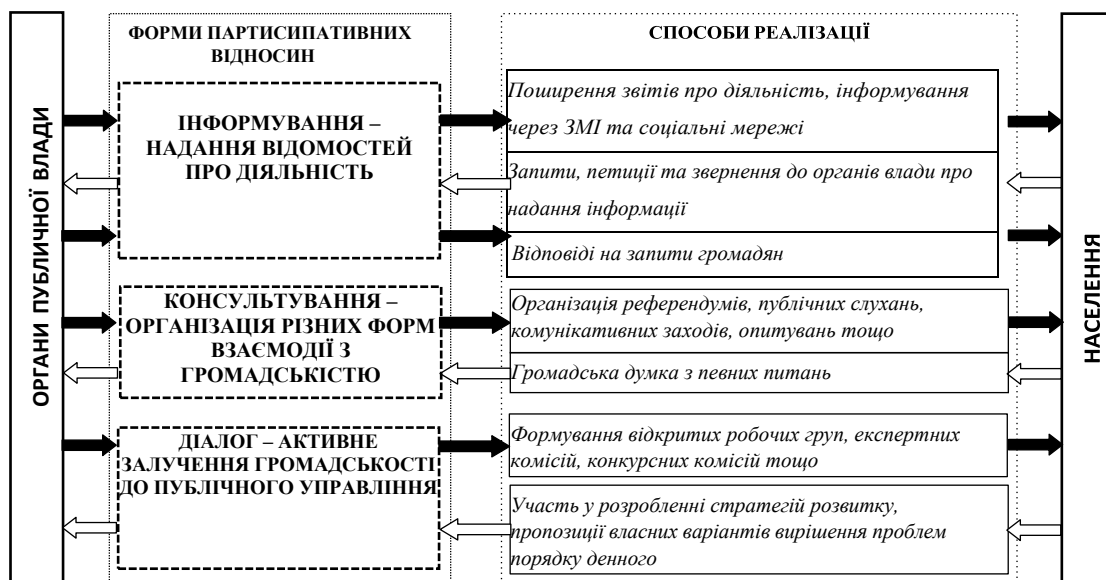 ОРГАНИ ПУБЛИЧНОЇ ВЛАДИ
ФОРМИ ПАРТИСИПАТИВНИХ
ВІДНОСИН
ІНФОРМУВАННЯ –
НАДАННЯ ВІДОМОСТЕЙ
ПРО ДІЯЛЬНІСТЬ
КОНСУЛЬТУВАННЯ –
ОРГАНІЗАЦІЯ РІЗНИХ ФОРМ
ВЗАЄМОДІЇ З
ГРОМАДСЬКІСТЮ
ДІАЛОГ – АКТИВНЕ
ЗАЛУЧЕННЯ ГРОМАДСЬКОСТІ
ДО ПУБЛІЧНОГО УПРАВЛІННЯ
СПОСОБИ РЕАЛІЗАЦІЇ
Поширення звітів про діяльність, інформування
через ЗМІ та соціальні мережі
Запити, петиції та звернення до органів влади про
надання інформації
Відповіді на запити громадян
Організація референдумів, публічних слухань,
комунікативних заходів, опитувань тощо
Громадська думка з певних питань
Формування відкритих робочих груп, експертних
комісій, конкурсних комісій тощо
Участь у розробленні стратегій розвитку,
пропозиції власних варіантів вирішення проблем
порядку денного
НАСЕЛЕННЯ